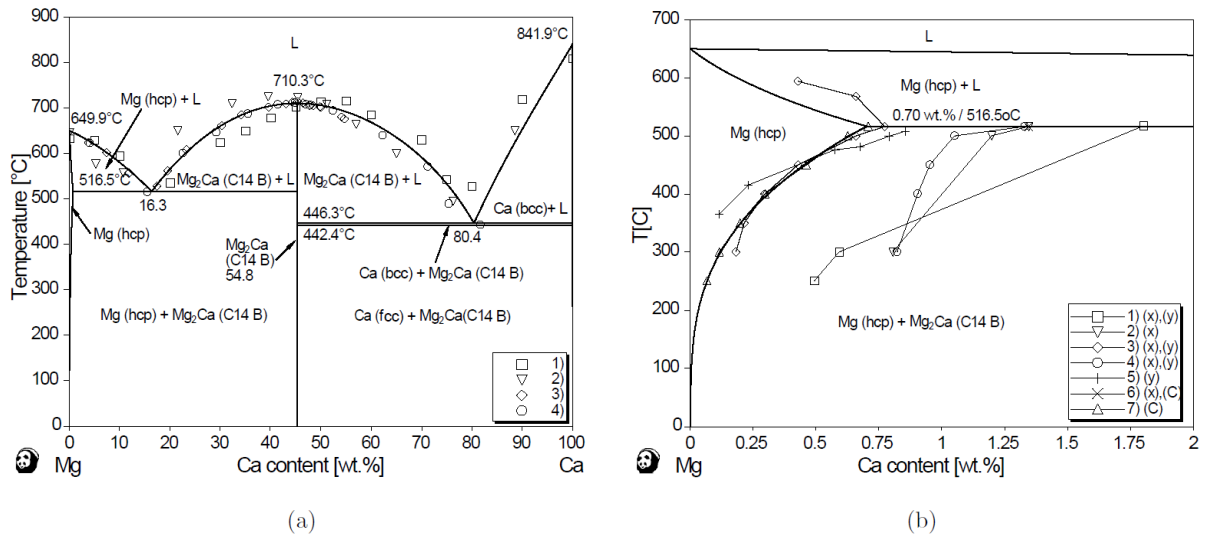 900
800
700
600
500
400
300
200
100
0
Temperature [°C]
L
841.9°C
710.3°C
Mg (hcp) + L
649.9°C
Mg₂Ca (C14 B) + L
Mg₂Ca (C14 B) + L
516.5°C
16.3
Ca (bcc)+ L
446.3°C
Mg (hcp)
442.4°C
80.4
Mg₂Ca
(C14 B)
54.8
Ca (bcc) + Mg₂Ca (C14 B)
Mg (hcp) + Mg₂Ca (C14 B)
Ca (fcc) + Mg₂Ca(C14 B)
1)
2)
3)
4)
0 10 20 30 40 50 60 70 80 90 100
Mg Ca content [wt.%] Ca
(a)
700
600
500
400
300
200
100
0
T[C]
L
Mg (hcp) + L
0.70 wt.% / 516.5oC
Mg (hcp)
Mg (hcp) + Mg₂Ca (C14 B)
1) (x),(y)
2) (x)
3) (x),(y)
4) (x),(y)
5) (y)
6) (x),(C)
7) (C)
0 0.25 0.5 0.75 1 1.25 1.5 1.75 2
Mg Ca content [wt.%]
(b)